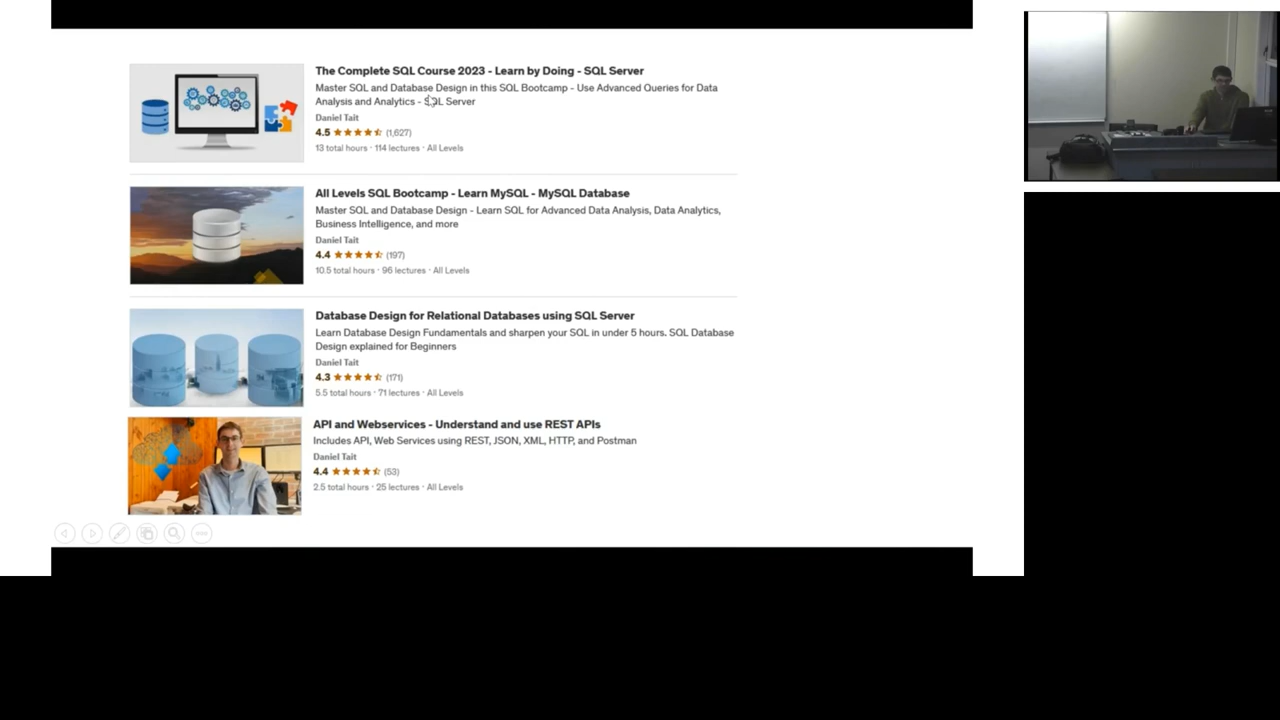 The Complete SQL Course 2023 - Learn by Doing - SQL Server
Master SQL and Database Design in this SQL Bootcamp - Use Advanced Queries for Data
Analysis and Analytics - SQL Server
Daniel Tait
4.5 (1,627)
13 total hours · 114 lectures · All Levels
All Levels SQL Bootcamp - Learn MySQL - MySQL Database
Master SQL and Database Design - Learn SQL for Advanced Data Analysis, Data Analytics,
Business Intelligence, and more
Daniel Tait
4.4 (197)
10.5 total hours · 96 lectures · All Levels
Database Design for Relational Databases using SQL Server
Learn Database Design Fundamentals and sharpen your SQL in under 5 hours. SQL Database
Design explained for Beginners
Daniel Tait
4.3 (171)
5.5 total hours · 71 lectures · All Levels
API and Webservices - Understand and use REST APIs
Includes API, Web Services using REST, JSON, XML, HTTP, and Postman
Daniel Tait
4.4 (53)
2.5 total hours · 25 lectures · All Levels